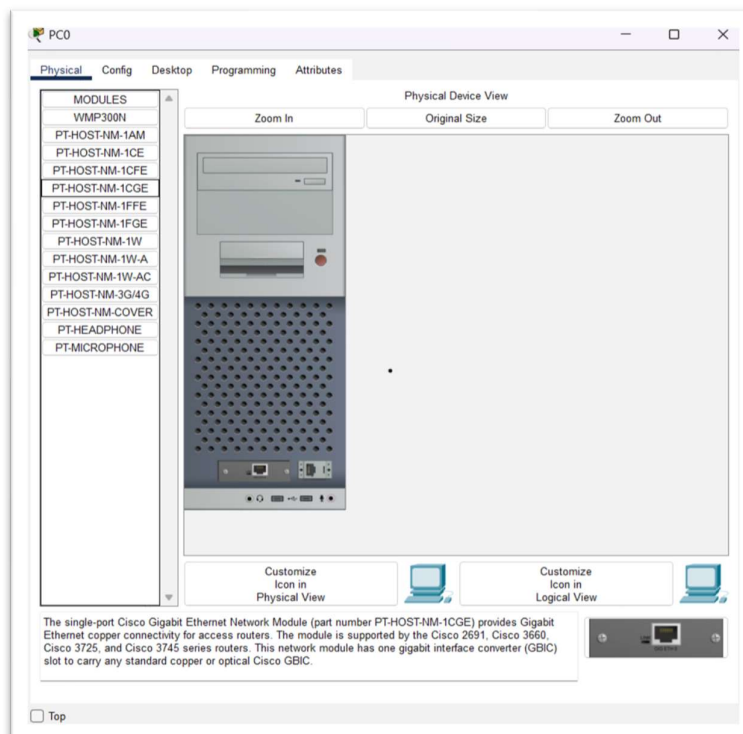 PC0
Physical Config Desktop Programming Attributes
MODULES
WMP300N
PT-HOST-NM-1AM
PT-HOST-NM-1CE
PT-HOST-NM-1CFE
PT-HOST-NM-1CGE
PT-HOST-NM-1FFE
PT-HOST-NM-1FGE
PT-HOST-NM-1W
PT-HOST-NM-1W-A
PT-HOST-NM-1W-AC
PT-HOST-NM-3G/4G
PT-HOST-NM-COVER
PT-HEADPHONE
PT-MICROPHONE
Physical Device View
Zoom In Original Size Zoom Out
Customize
Icon in
Physical View
Customize
Icon in
Logical View
The single-port Cisco Gigabit Ethernet Network Module (part number PT-HOST-NM-1CGE) provides Gigabit
Ethernet copper connectivity for access routers. The module is supported by the Cisco 2691, Cisco 3660,
Cisco 3725, and Cisco 3745 series routers. This network module has one gigabit interface converter (GBIC)
slot to carry any standard copper or optical Cisco GBIC.
Top